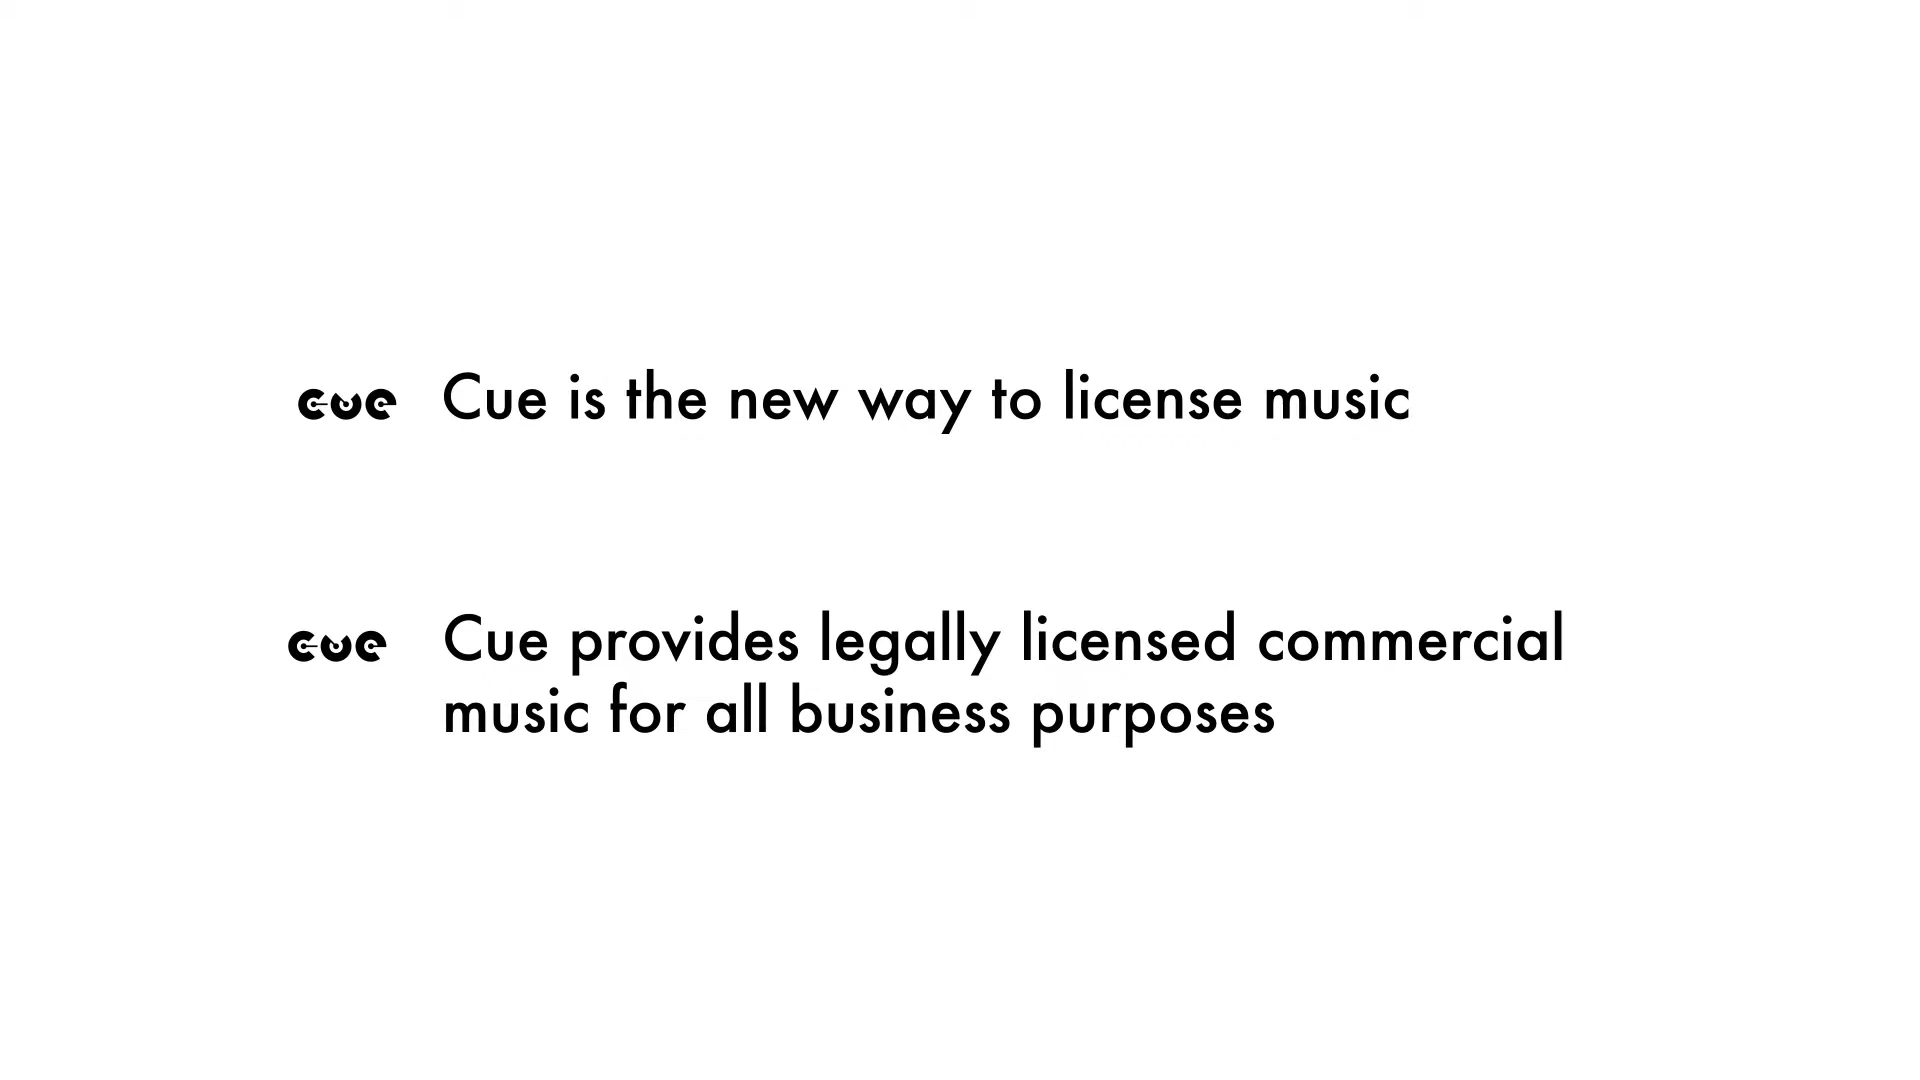 cue Cue is the new way to license music
cue Cue provides legally licensed commercial
music for all business purposes